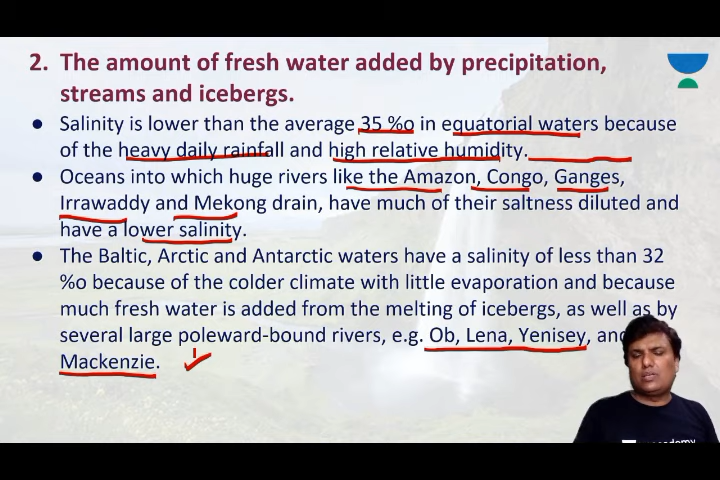 2. The amount of fresh water added by precipitation,
streams and icebergs.
● Salinity is lower than the average 35 %o in equatorial waters because
of the heavy daily rainfall and high relative humidity.
● Oceans into which huge rivers like the Amazon, Congo, Ganges,
Irrawaddy and Mekong drain, have much of their saltness diluted and
have a lower salinity.
● The Baltic, Arctic and Antarctic waters have a salinity of less than 32
%o because of the colder climate with little evaporation and because
much fresh water is added from the melting of icebergs, as well as by
several large poleward-bound rivers, e.g. Ob, Lena, Yenisey, and
Mackenzie.